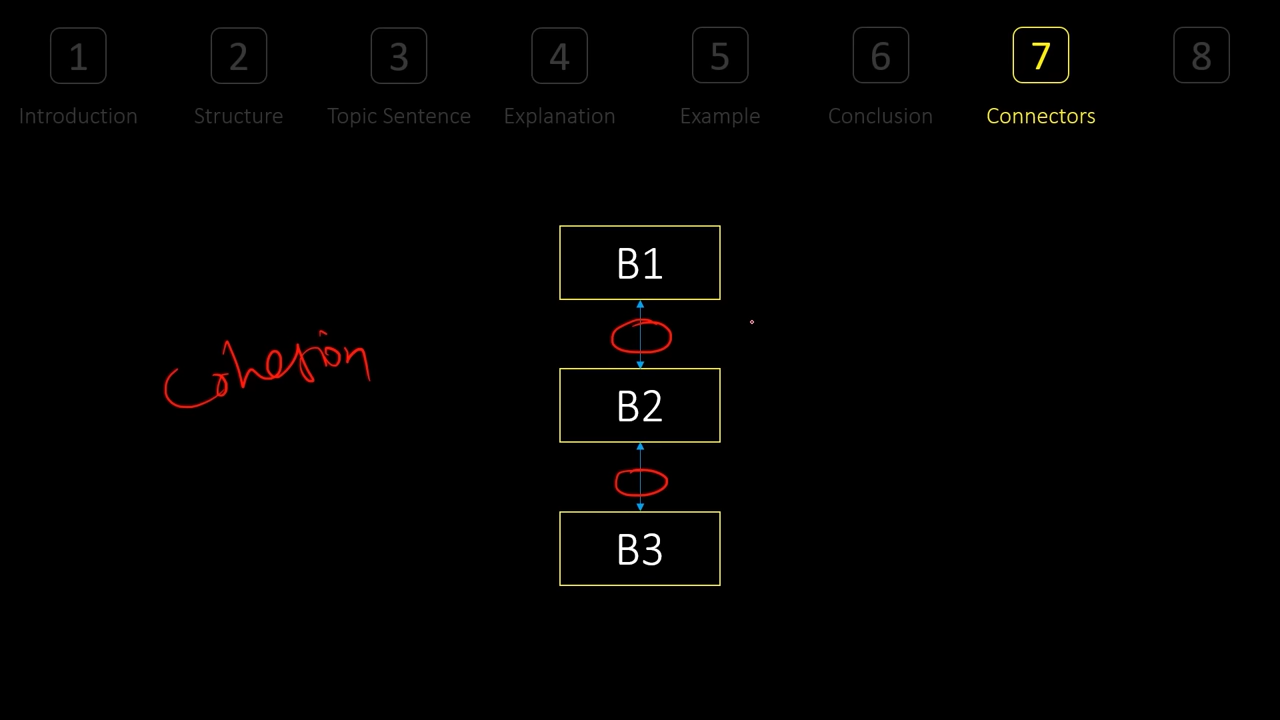 1 2 3 4 5 6 7 8
Introduction Structure Topic Sentence Explanation Example Conclusion Connectors
B1
Cohesion
B2
B3